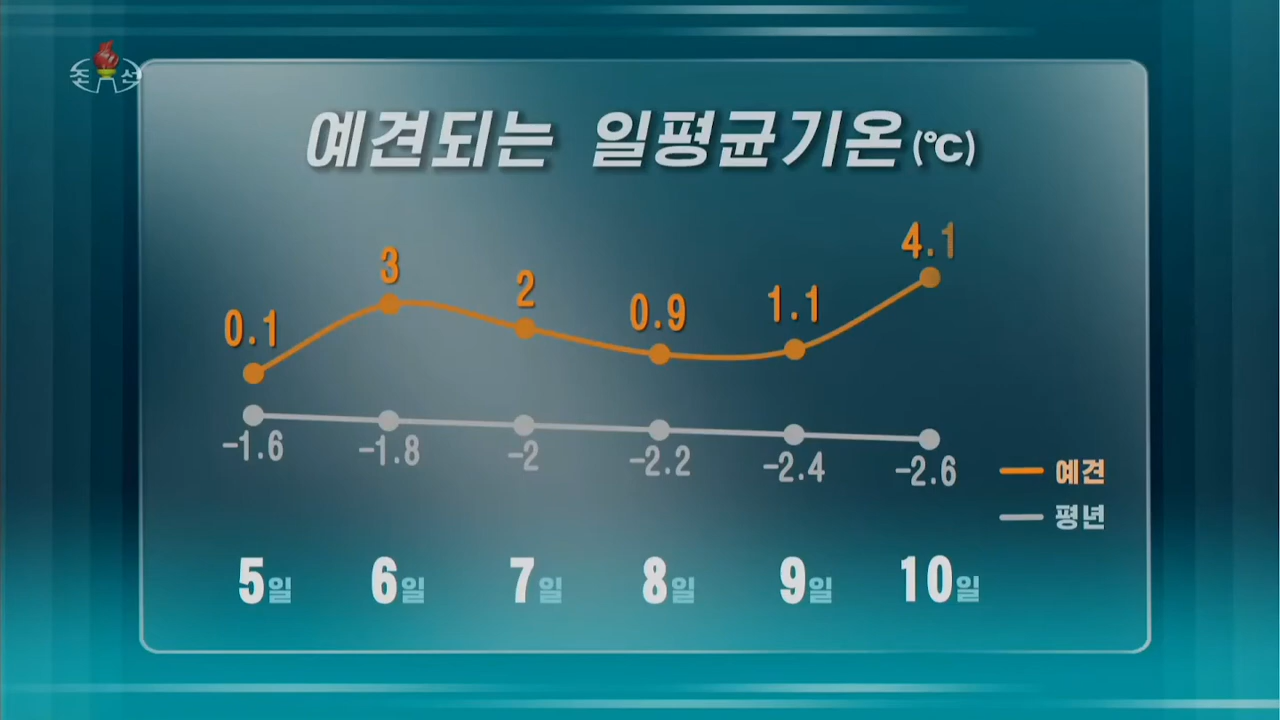 조선
예견되는 일평균기온(℃)
0.1 3 2 0.9 1.1 4.1
-1.6 -1.8 -2 -2.2 -2.4 -2.6
예견
평년
5일 6일 7일 8일 9일 10일